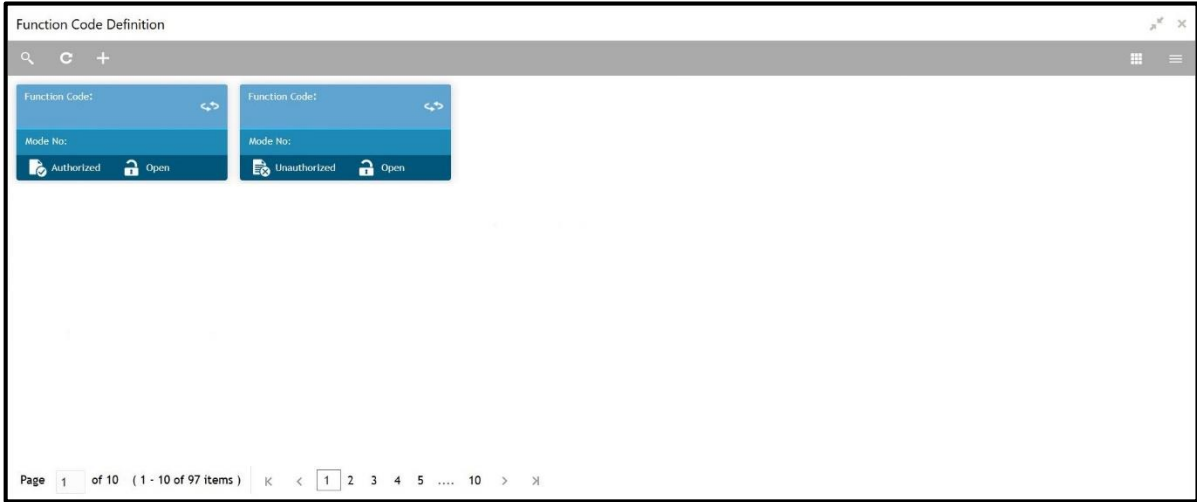 Function Code Definition
Function Code:
Mode No:
Authorized Open
Function Code:
Mode No:
Unauthorized Open
Page 1 of 10 ( 1 - 10 of 97 items ) 1 2 3 4 5 .... 10